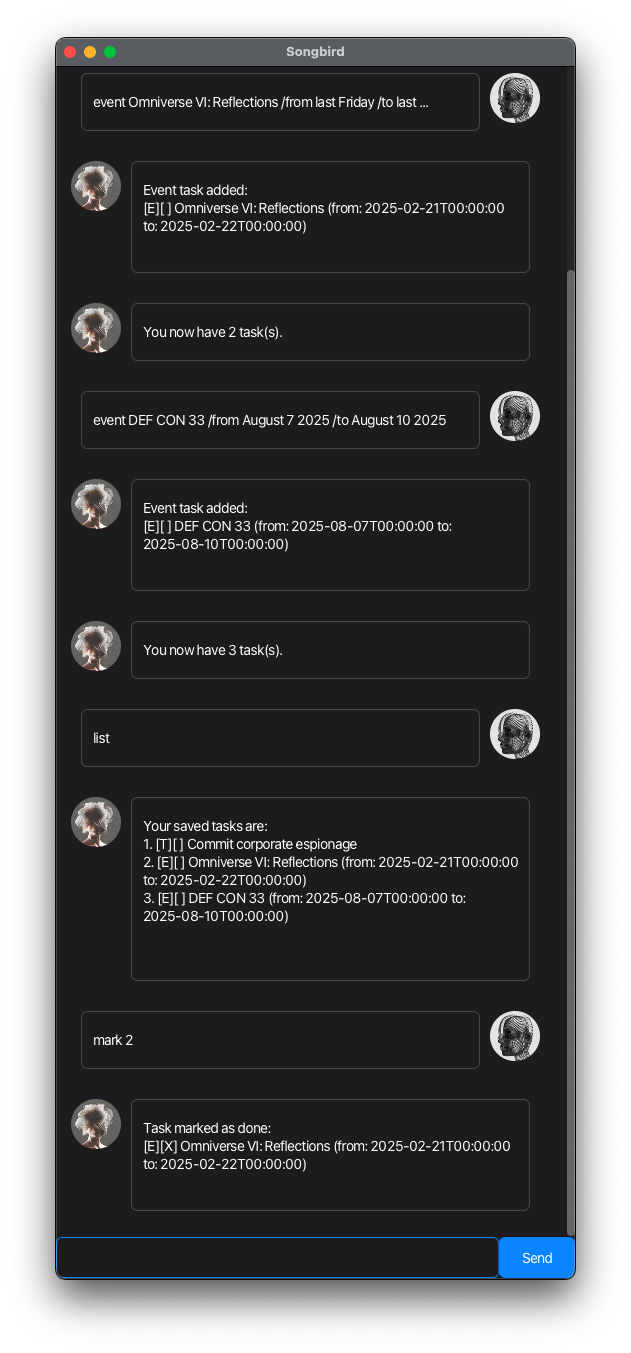 Songbird
event Omniverse VI: Reflections /from last Friday /to last ...
Event task added:
[E][ ] Omniverse VI: Reflections (from: 2025-02-21T00:00:00
to: 2025-02-22T00:00:00)
You now have 2 task(s).
event DEF CON 33 /from August 7 2025 /to August 10 2025
Event task added:
[E][ ] DEF CON 33 (from: 2025-08-07T00:00:00 to:
2025-08-10T00:00:00)
You now have 3 task(s).
list
Your saved tasks are:
1. [T][ ] Commit corporate espionage
2. [E][ ] Omniverse VI: Reflections (from: 2025-02-21T00:00:00
to: 2025-02-22T00:00:00)
3. [E][ ] DEF CON 33 (from: 2025-08-07T00:00:00 to:
2025-08-10T00:00:00)
mark 2
Task marked as done:
[E][X] Omniverse VI: Reflections (from: 2025-02-21T00:00:00
to: 2025-02-22T00:00:00)
Send